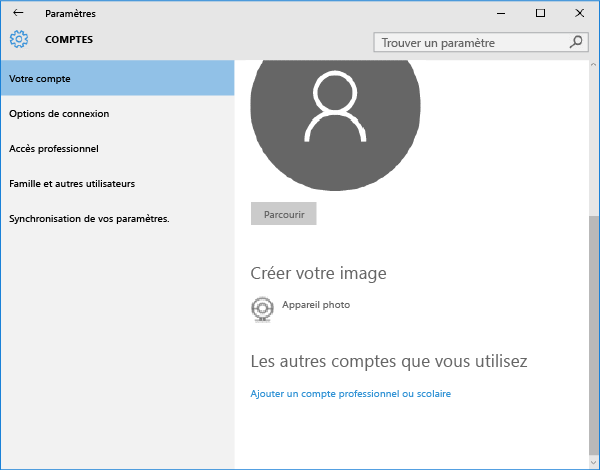 Paramètres
COMPTES
Trouver un paramètre
Votre compte
Options de connexion
Accès professionnel
Famille et autres utilisateurs
Synchronisation de vos paramètres.
Parcourir
Créer votre image
Appareil photo
Les autres comptes que vous utilisez
Ajouter un compte professionnel ou scolaire